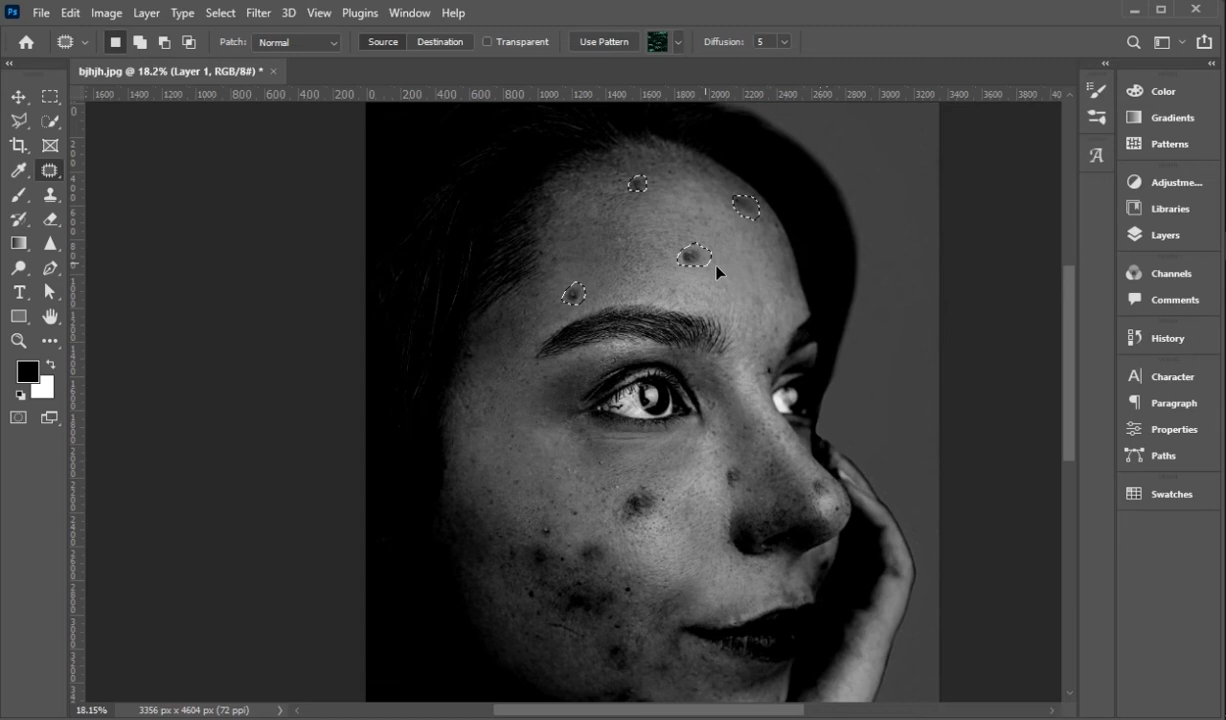 Ps File Edit Image Layer Type Select Filter 3D View Plugins Window Help
Patch: Normal Source Destination Transparent Use Pattern Diffusion: 5
bjhjh.jpg @ 18.2% (Layer 1, RGB/8#) * ×
1600 1400 1200 1000 800 600 400 200 0 200 400 600 800 1000 1200 1400 1600 1800 2000 2200 2400 2600 2800 3000 3200 3400 3600 3800 40
Color
Gradients
Patterns
Adjustme...
Libraries
Layers
Channels
Comments
History
Character
Paragraph
Properties
Paths
Swatches
18.15% 3356 px x 4604 px (72 ppi)